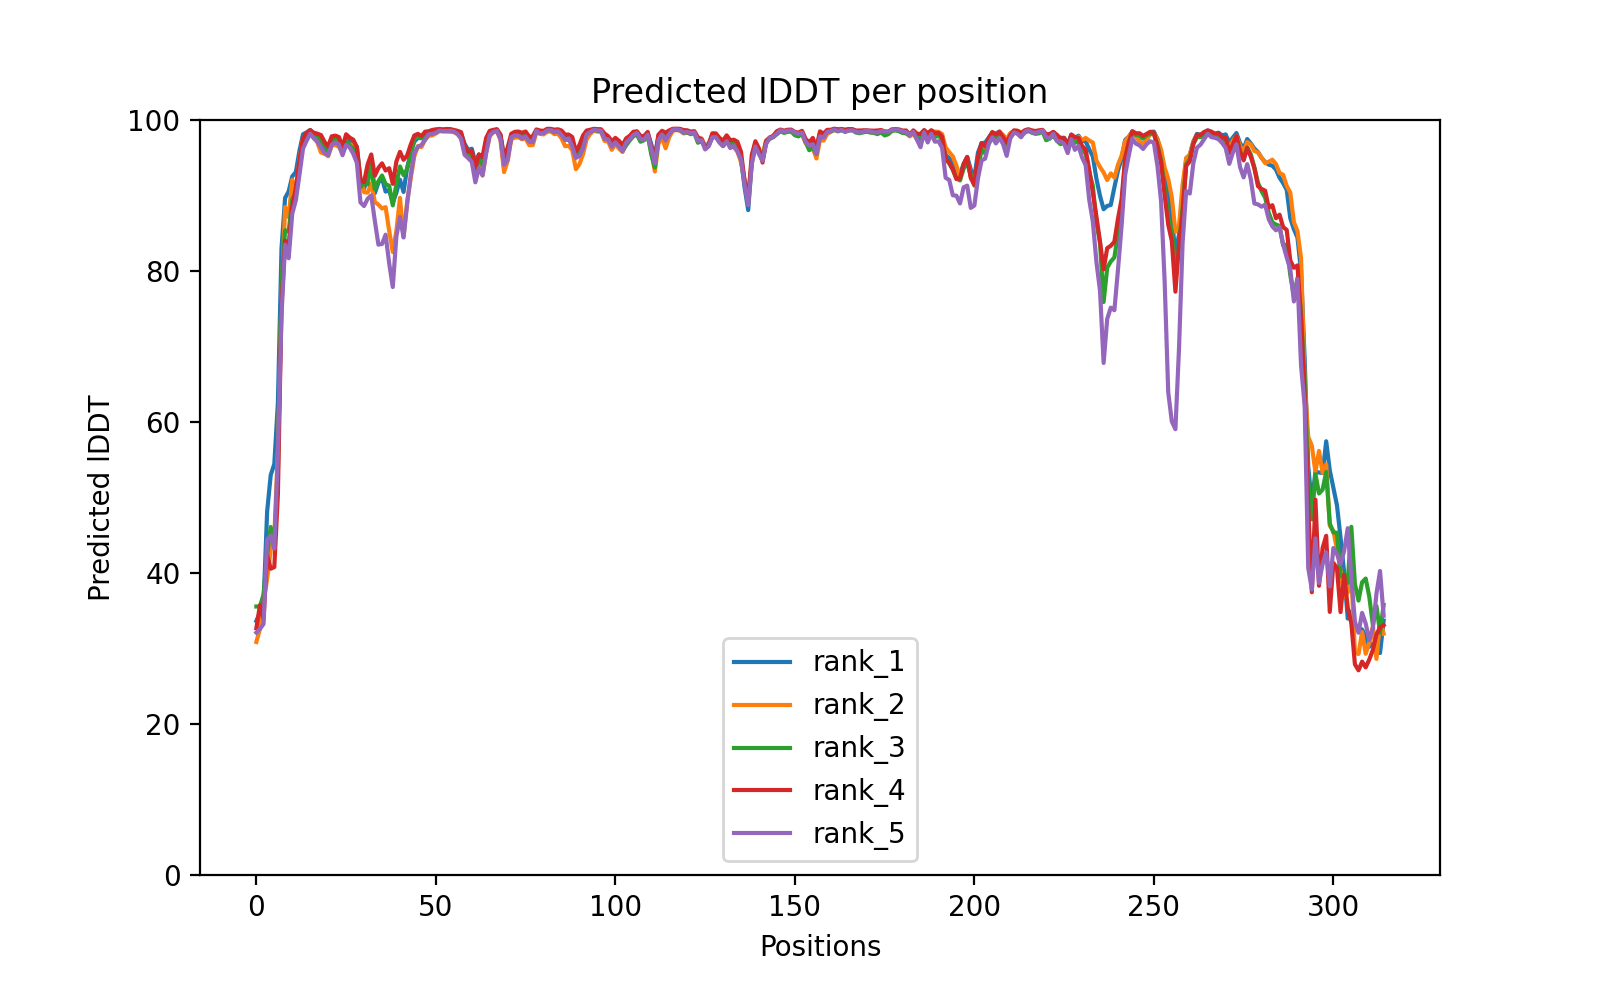 Predicted lDDT per position
100
80
60
40
20
0
Predicted lDDT
0 50 100 150 200 250 300
Positions
rank_1
rank_2
rank_3
rank_4
rank_5